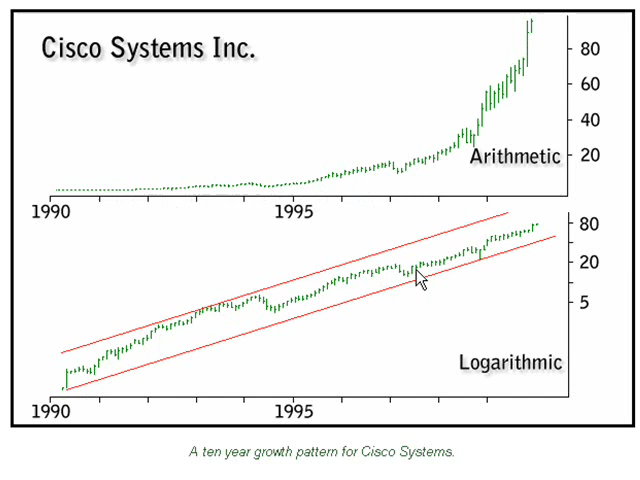 Cisco Systems Inc.
80
60
40
20
Arithmetic
1990 1995
80
20
5
Logarithmic
1990 1995
A ten year growth pattern for Cisco Systems.